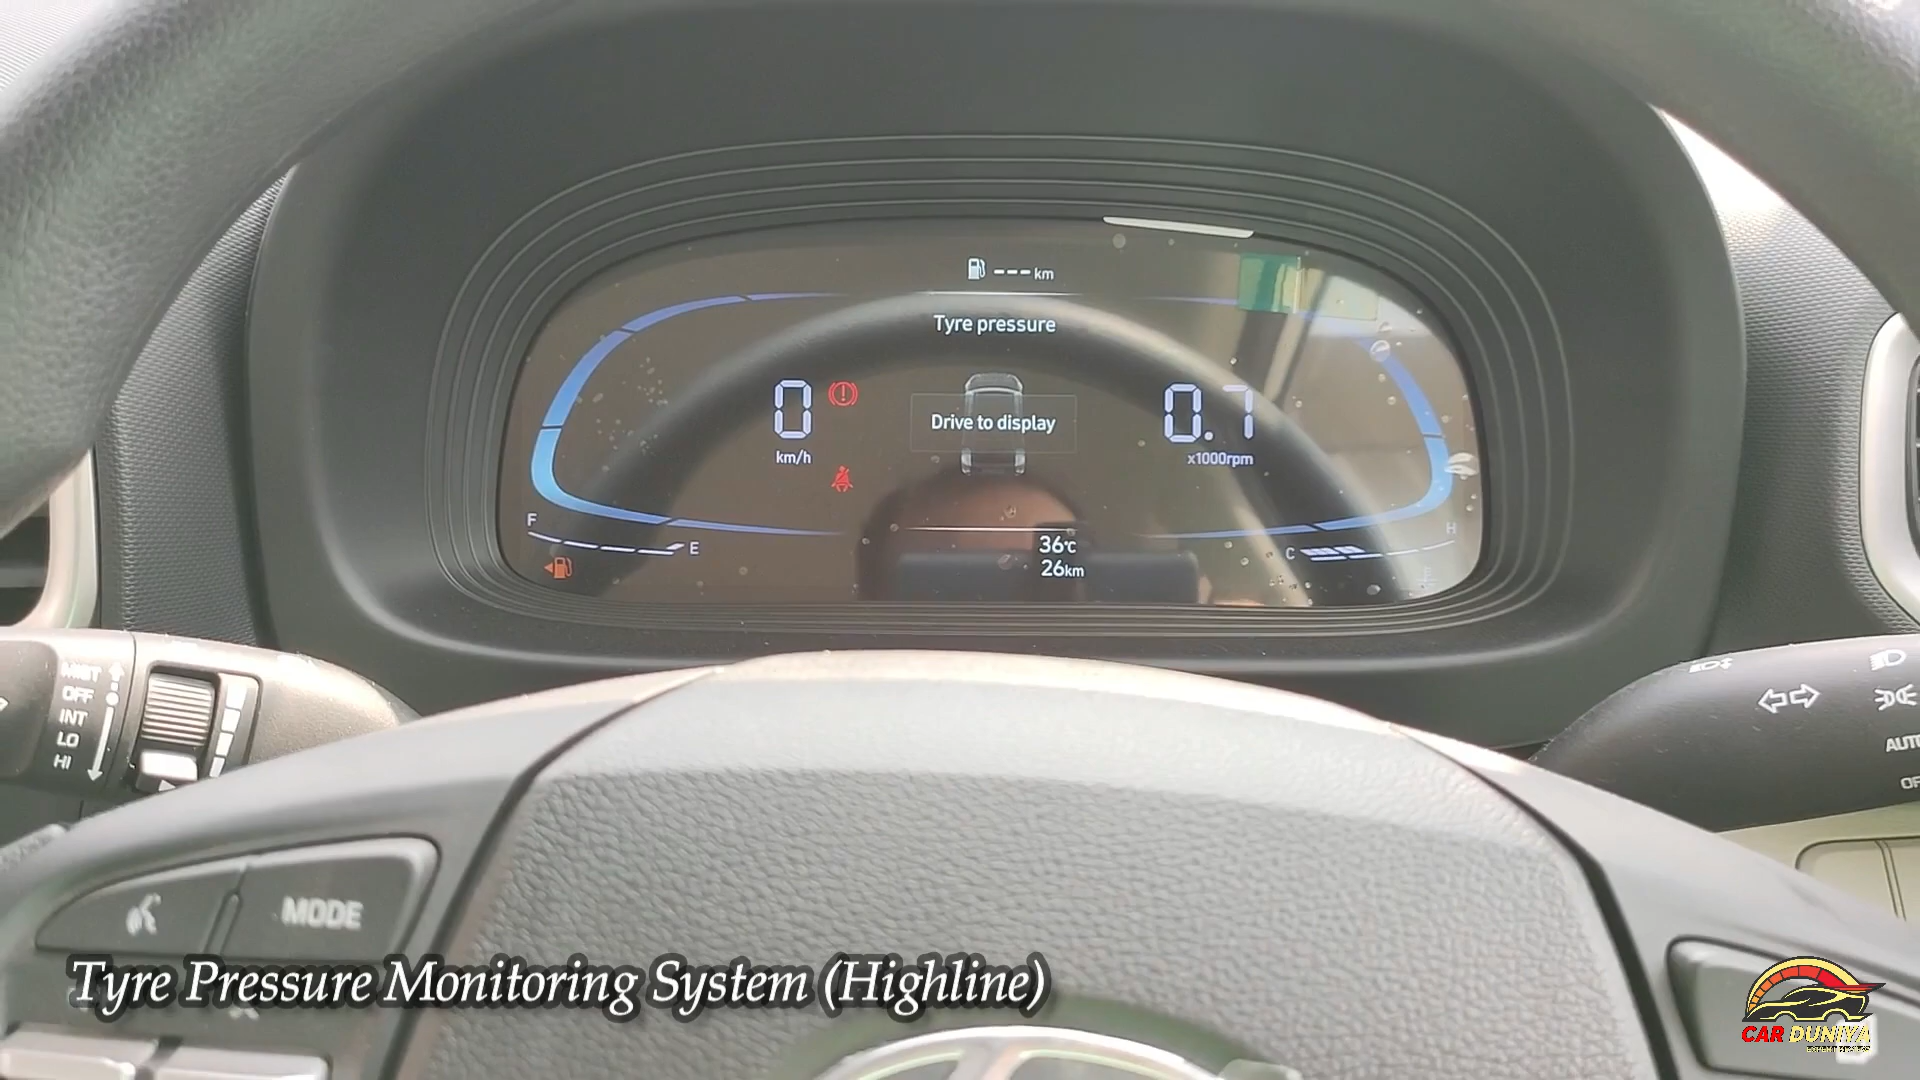 --- km
Tyre pressure
0
km/h
Drive to display
0.7
x1000rpm
F
E
C
H
36°C
26km
MIST
OFF
INT
LO
HI
AUTO
MODE
Tyre Pressure Monitoring System (Highline)
CAR DUNIYA